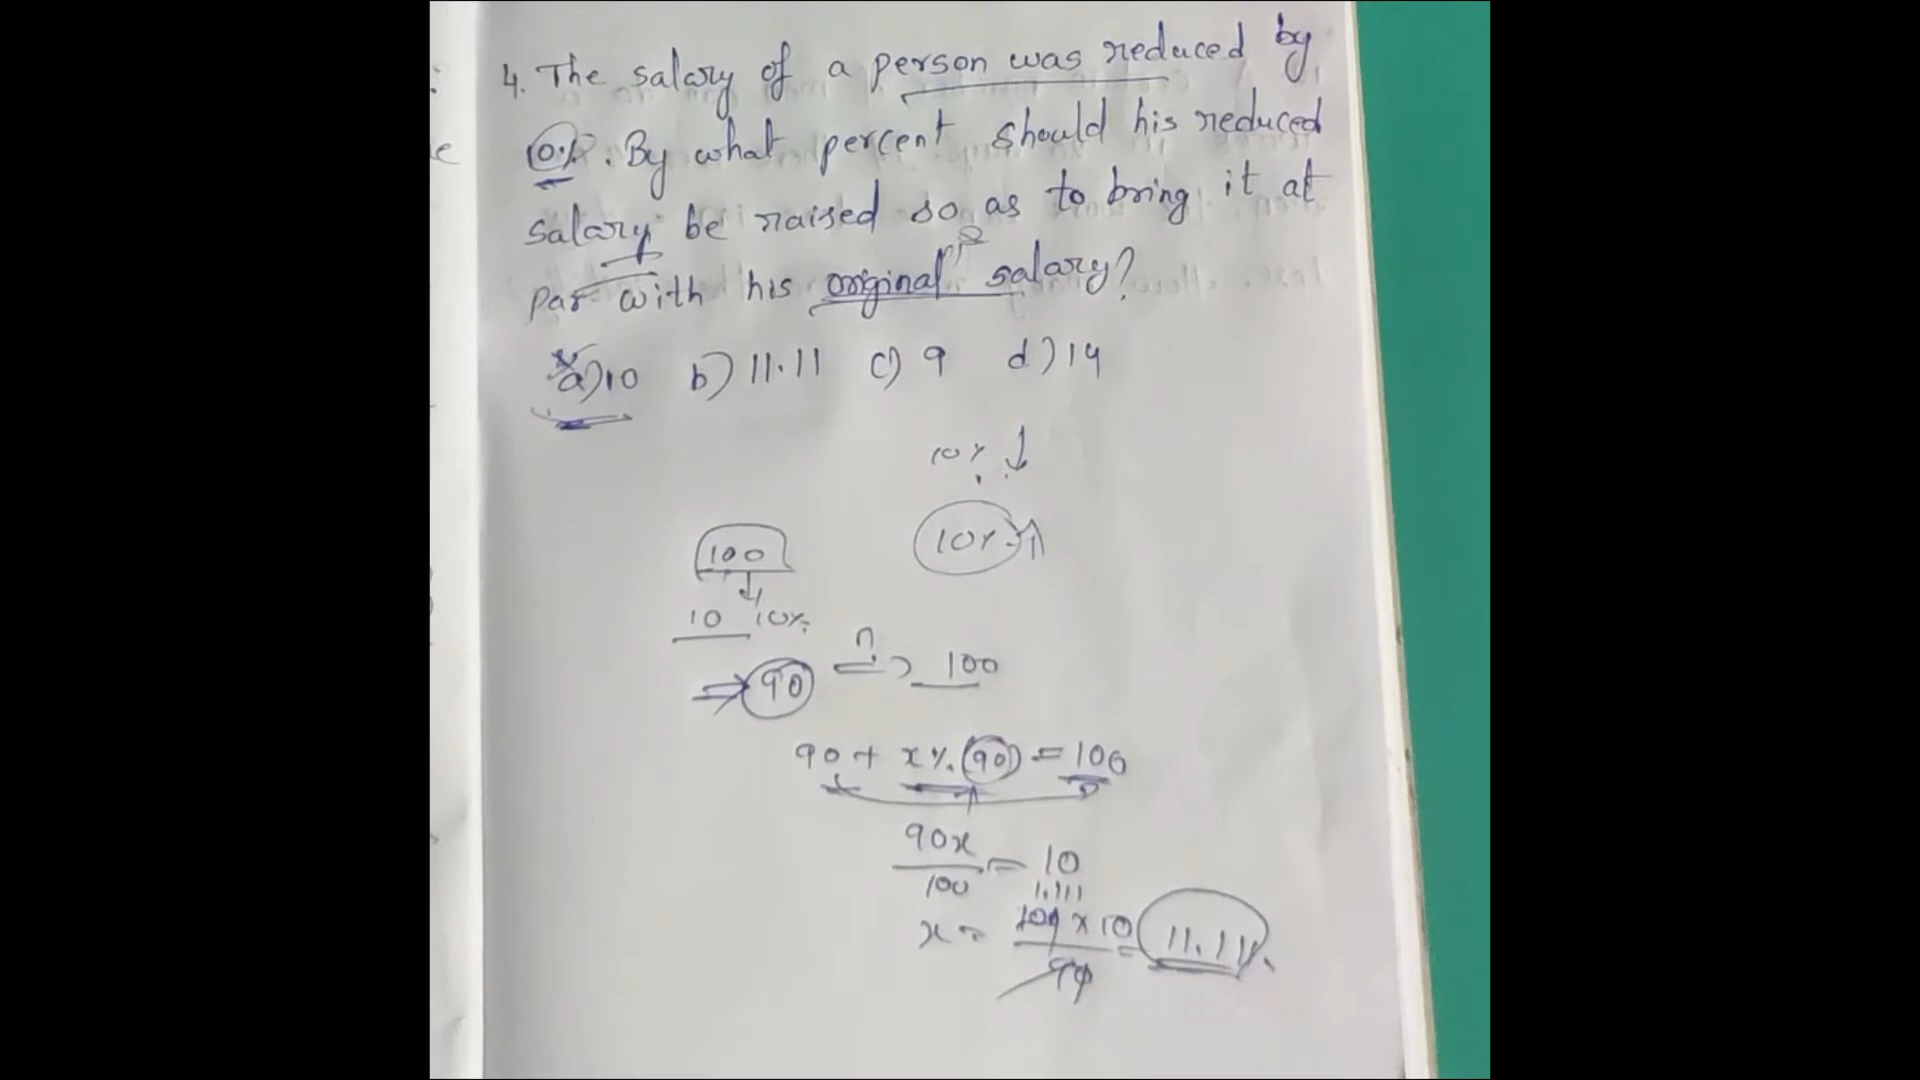 4. The salary of a person was reduced by
10%. By what percent should his reduced
salary be raised so as to bring it at
par with his original salary?
a) 10 b) 11.11 c) 9 d) 14
10% ↓
100
10% ↑
10 10%
⇒ 90 ⇒ 100
90 + x% (90) = 100
90x
100 = 10
1.111
x = 100 x 10 = 11.11%
90